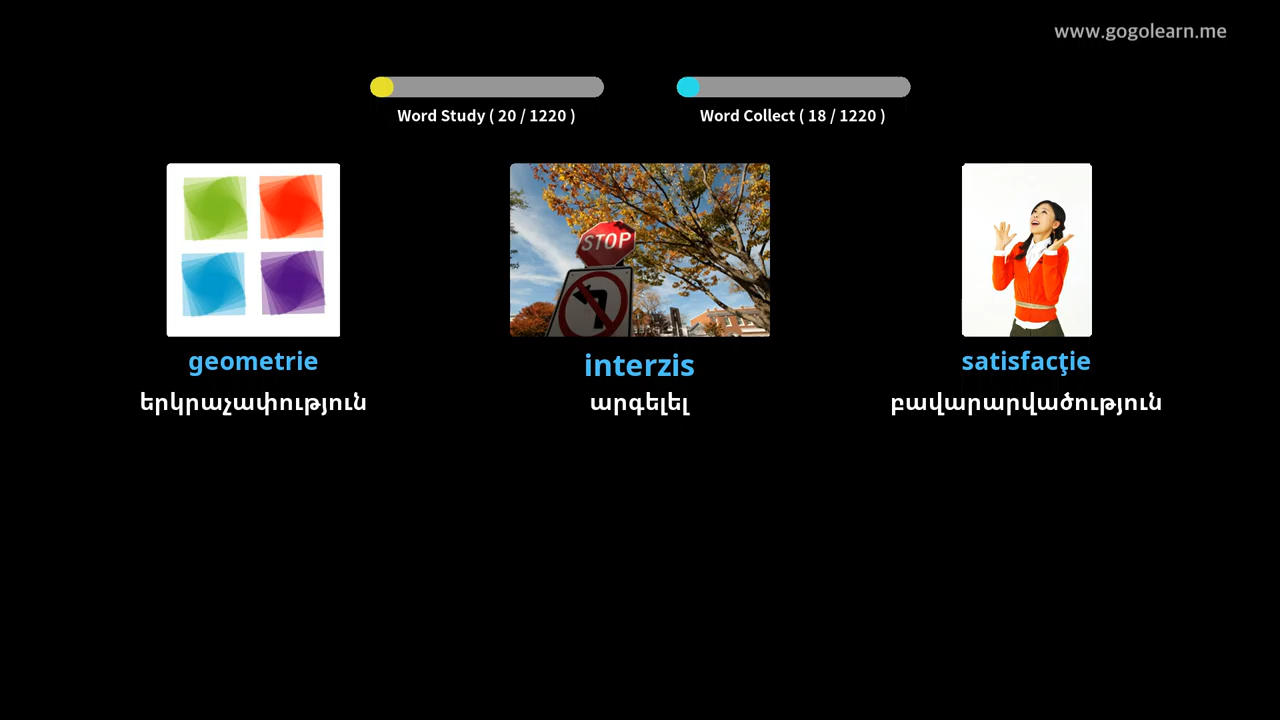 www.gogolearn.me
Word Study ( 20 / 1220 )
Word Collect ( 18 / 1220 )
STOP
geometrie
interzis
satisfacţie
երկրաչափություն
արգելել
բավարարվածություն